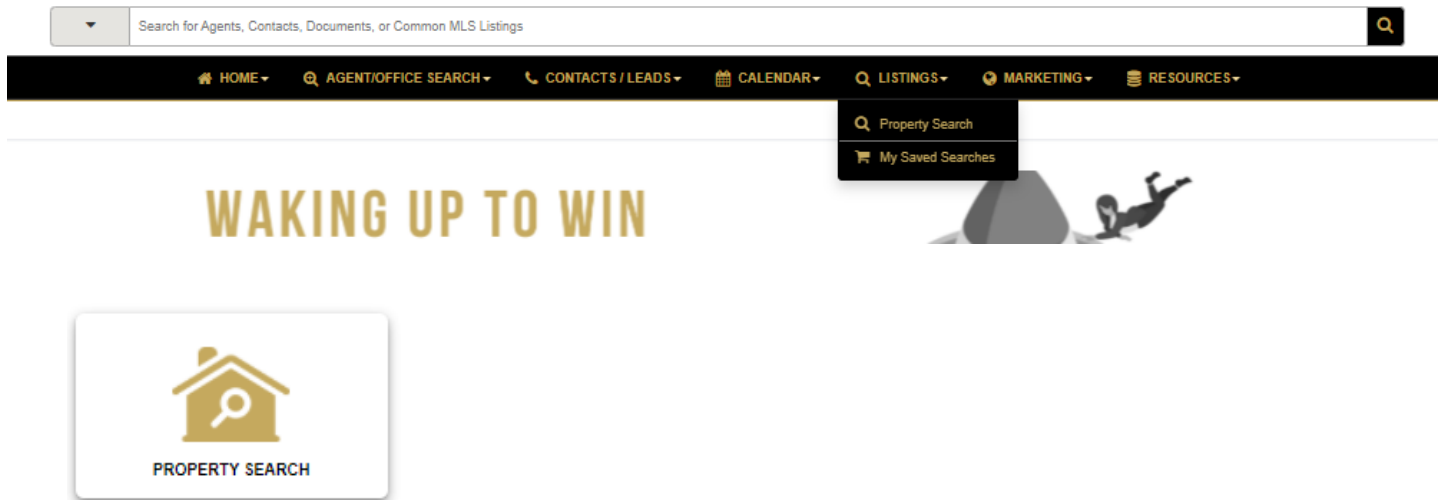 Search for Agents, Contacts, Documents, or Common MLS Listings
HOME AGENT/OFFICE SEARCH CONTACTS / LEADS CALENDAR LISTINGS MARKETING RESOURCES
Property Search
My Saved Searches
WAKING UP TO WIN
PROPERTY SEARCH